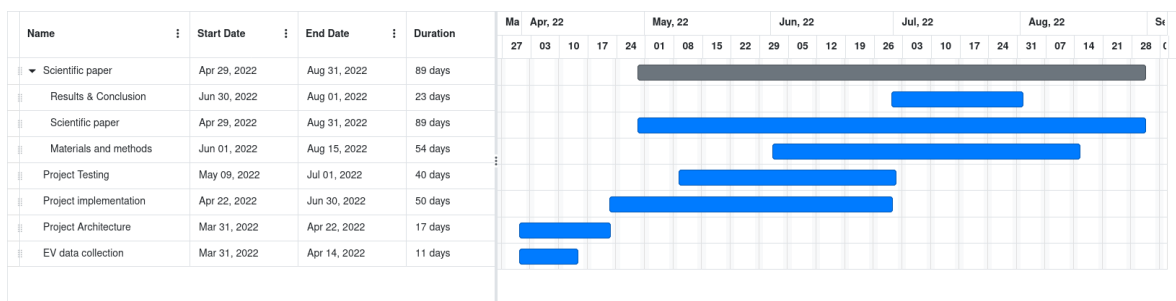 Name Start Date End Date Duration
Ma Apr, 22 May, 22 Jun, 22 Jul, 22 Aug, 22 Se
27 03 10 17 24 01 08 15 22 29 05 12 19 26 03 10 17 24 31 07 14 21 28 0
Scientific paper Apr 29, 2022 Aug 31, 2022 89 days
Results & Conclusion Jun 30, 2022 Aug 01, 2022 23 days
Scientific paper Apr 29, 2022 Aug 31, 2022 89 days
Materials and methods Jun 01, 2022 Aug 15, 2022 54 days
Project Testing May 09, 2022 Jul 01, 2022 40 days
Project implementation Apr 22, 2022 Jun 30, 2022 50 days
Project Architecture Mar 31, 2022 Apr 22, 2022 17 days
EV data collection Mar 31, 2022 Apr 14, 2022 11 days